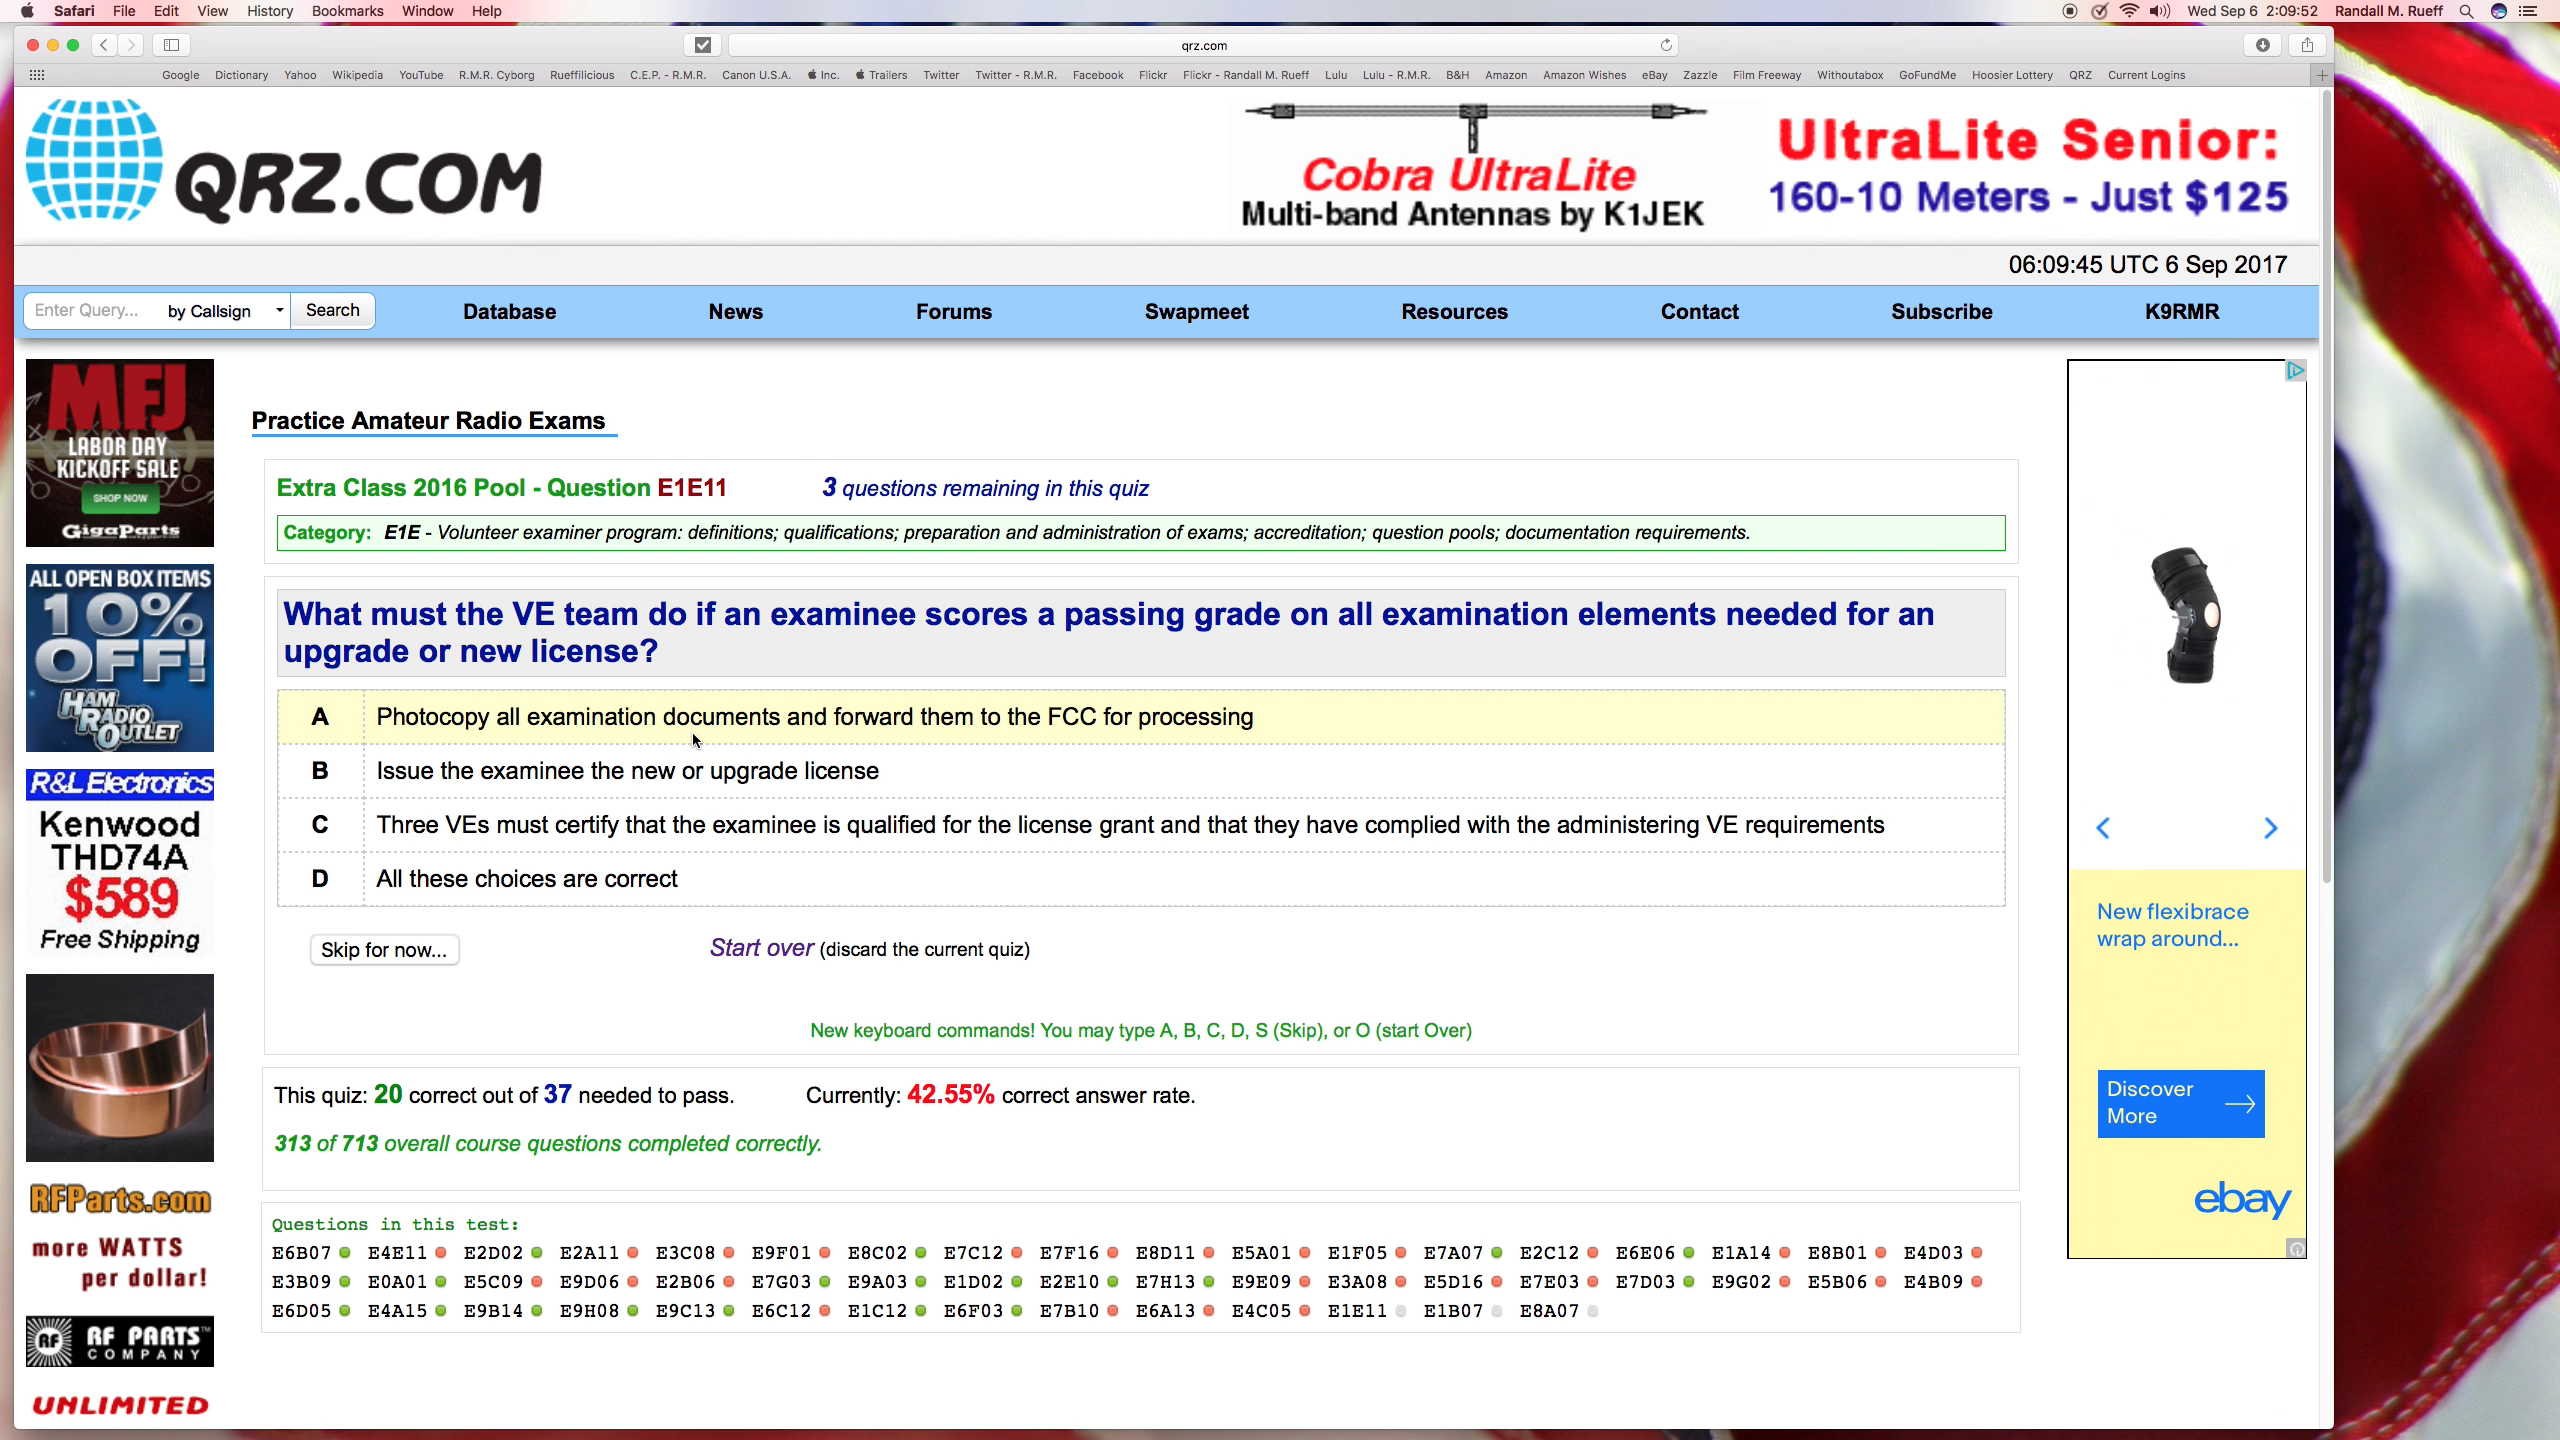 Safari File Edit View History Bookmarks Window Help
Wed Sep 6 2:09:52 Randall M. Rueff
qrz.com
Google Dictionary Yahoo Wikipedia YouTube R.M.R. Cyborg Rueffilicious C.E.P. - R.M.R. Canon U.S.A. Inc. Trailers Twitter Twitter - R.M.R. Facebook Flickr Flickr - Randall M. Rueff Lulu Lulu - R.M.R. B&H Amazon Amazon Wishes eBay Zazzle Film Freeway Withoutabox GoFundMe Hoosier Lottery QRZ Current Logins
QRZ.COM
Cobra UltraLite
Multi-band Antennas by K1JEK
UltraLite Senior:
160-10 Meters - Just $125
06:09:45 UTC 6 Sep 2017
Enter Query... by Callsign Search Database News Forums Swapmeet Resources Contact Subscribe K9RMR
MFJ
LABOR DAY
KICKOFF SALE
SHOP NOW
GigaParts
ALL OPEN BOX ITEMS
10%
OFF!
HAM
RADIO
OUTLET
R&L Electronics
Kenwood
THD74A
$589
Free Shipping
RFParts.com
more WATTS
per dollar!
RF RF PARTS™
COMPANY
UNLIMITED
Practice Amateur Radio Exams
Extra Class 2016 Pool - Question E1E11 3 questions remaining in this quiz
Category: E1E - Volunteer examiner program: definitions; qualifications; preparation and administration of exams; accreditation; question pools; documentation requirements.
What must the VE team do if an examinee scores a passing grade on all examination elements needed for an
upgrade or new license?
A Photocopy all examination documents and forward them to the FCC for processing
B Issue the examinee the new or upgrade license
C Three VEs must certify that the examinee is qualified for the license grant and that they have complied with the administering VE requirements
D All these choices are correct
Skip for now... Start over (discard the current quiz)
New keyboard commands! You may type A, B, C, D, S (Skip), or O (start Over)
This quiz: 20 correct out of 37 needed to pass. Currently: 42.55% correct answer rate.
313 of 713 overall course questions completed correctly.
Questions in this test:
E6B07 E4E11 E2D02 E2A11 E3C08 E9F01 E8C02 E7C12 E7F16 E8D11 E5A01 E1F05 E7A07 E2C12 E6E06 E1A14 E8B01 E4D03
E3B09 E0A01 E5C09 E9D06 E2B06 E7G03 E9A03 E1D02 E2E10 E7H13 E9E09 E3A08 E5D16 E7E03 E7D03 E9G02 E5B06 E4B09
E6D05 E4A15 E9B14 E9H08 E9C13 E6C12 E1C12 E6F03 E7B10 E6A13 E4C05 E1E11 E1B07 E8A07
New flexibrace
wrap around...
Discover
More
ebay